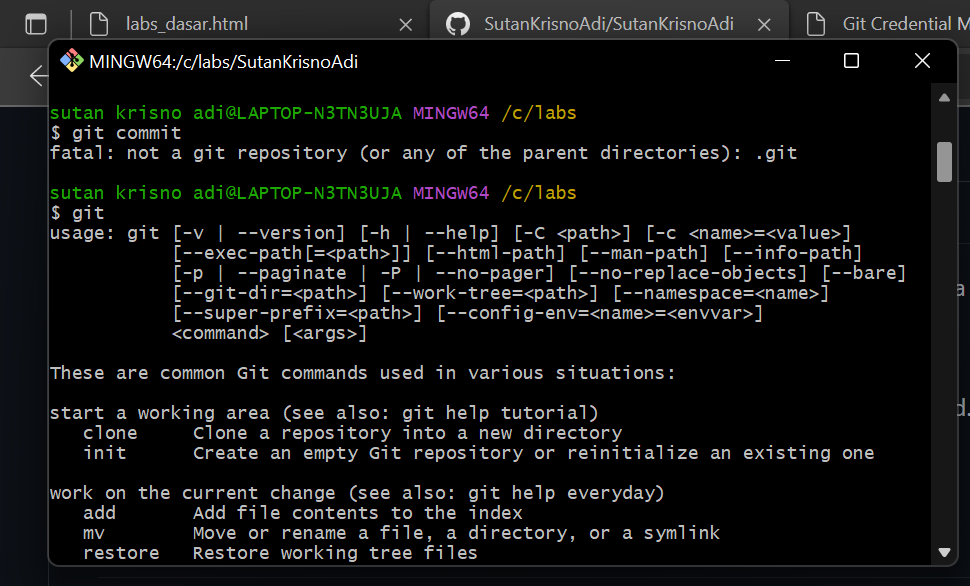 labs_dasar.html
SutanKrisnoAdi/SutanKrisnoAdi
Git Credential M
MINGW64:/c/labs/SutanKrisnoAdi
sutan krisno adi@LAPTOP-N3TN3UJA MINGW64 /c/labs
$ git commit
fatal: not a git repository (or any of the parent directories): .git
sutan krisno adi@LAPTOP-N3TN3UJA MINGW64 /c/labs
$ git
usage: git [-v | --version] [-h | --help] [-C <path>] [-c <name>=<value>]
[--exec-path[=<path>]] [--html-path] [--man-path] [--info-path]
[-p | --paginate | -P | --no-pager] [--no-replace-objects] [--bare]
[--git-dir=<path>] [--work-tree=<path>] [--namespace=<name>]
[--super-prefix=<path>] [--config-env=<name>=<envvar>]
<command> [<args>]
These are common Git commands used in various situations:
start a working area (see also: git help tutorial)
clone Clone a repository into a new directory
init Create an empty Git repository or reinitialize an existing one
work on the current change (see also: git help everyday)
add Add file contents to the index
mv Move or rename a file, a directory, or a symlink
restore Restore working tree files
a
d.